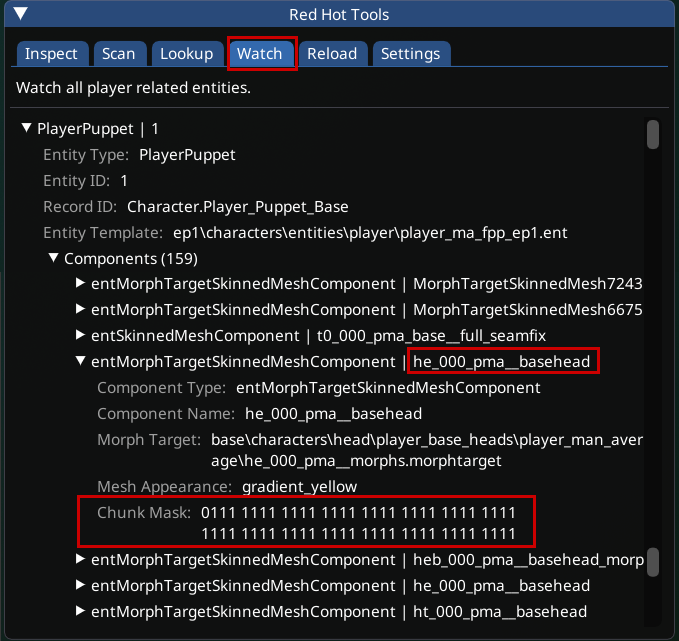 Red Hot Tools
Inspect Scan Lookup Watch Reload Settings
Watch all player related entities.
PlayerPuppet | 1
Entity Type: PlayerPuppet
Entity ID: 1
Record ID: Character.Player_Puppet_Base
Entity Template: ep1\characters\entities\player\player_ma_fpp_ep1.ent
Components (159)
entMorphTargetSkinnedMeshComponent | MorphTargetSkinnedMesh7243
entMorphTargetSkinnedMeshComponent | MorphTargetSkinnedMesh6675
entSkinnedMeshComponent | t0_000_pma_base__full_seamfix
entMorphTargetSkinnedMeshComponent | he_000_pma__basehead
Component Type: entMorphTargetSkinnedMeshComponent
Component Name: he_000_pma__basehead
Morph Target: base\characters\head\player_base_heads\player_man_aver
age\he_000_pma__morphs.morphtarget
Mesh Appearance: gradient_yellow
Chunk Mask: 0111 1111 1111 1111 1111 1111 1111 1111
1111 1111 1111 1111 1111 1111 1111 1111
entMorphTargetSkinnedMeshComponent | heb_000_pma__basehead_morp
entMorphTargetSkinnedMeshComponent | he_000_pma__basehead
entMorphTargetSkinnedMeshComponent | ht_000_pma__basehead